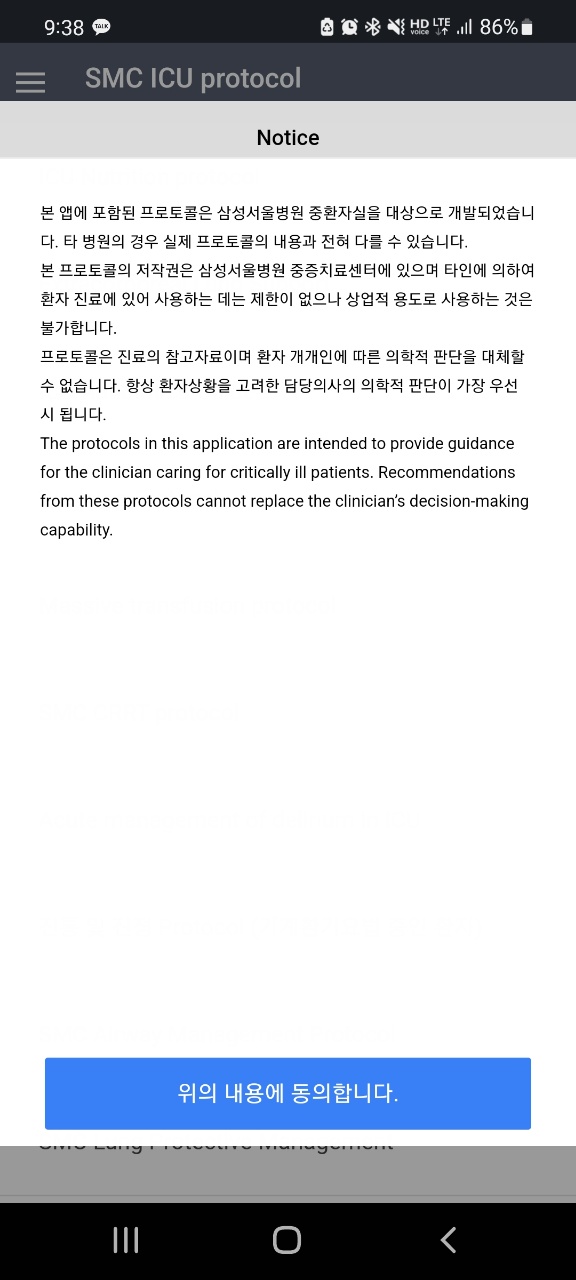 9:38 TALK HD voice LTE 86%
SMC ICU protocol
Notice
본 앱에 포함된 프로토콜은 삼성서울병원 중환자실을 대상으로 개발되었습니
다. 타 병원의 경우 실제 프로토콜의 내용과 전혀 다를 수 있습니다.
본 프로토콜의 저작권은 삼성서울병원 중증치료센터에 있으며 타인에 의하여
환자 진료에 있어 사용하는 데는 제한이 없으나 상업적 용도로 사용하는 것은
불가합니다.
프로토콜은 진료의 참고자료이며 환자 개개인에 따른 의학적 판단을 대체할
수 없습니다. 항상 환자상황을 고려한 담당의사의 의학적 판단이 가장 우선
시 됩니다.
The protocols in this application are intended to provide guidance
for the clinician caring for critically ill patients. Recommendations
from these protocols cannot replace the clinician’s decision-making
capability.
위의 내용에 동의합니다.
SMC Lung Protective Management